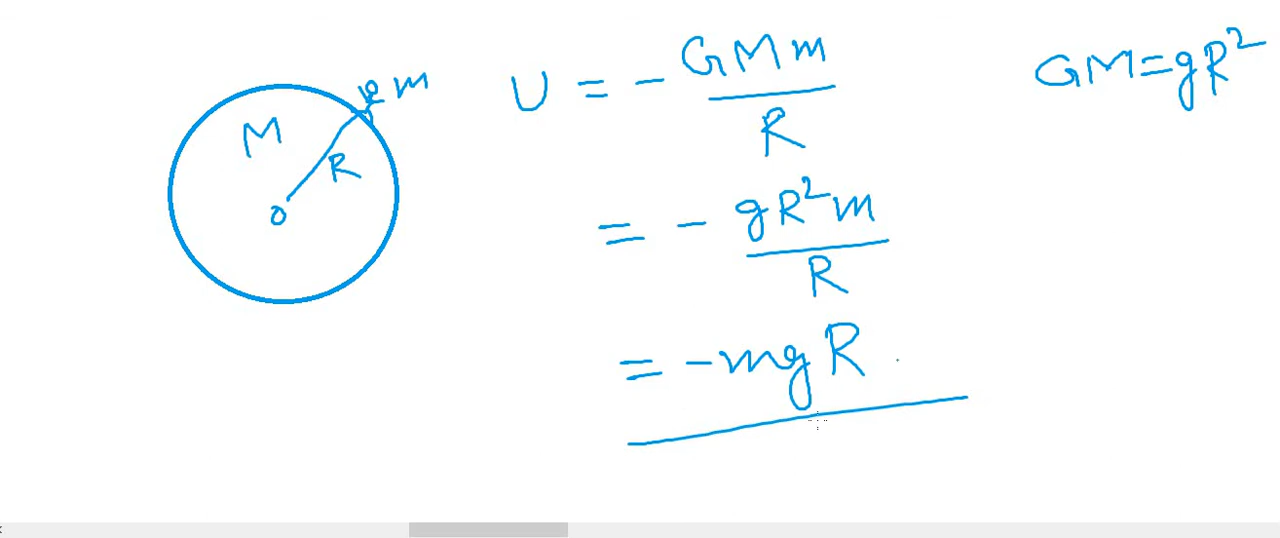 U = - GMm / R
GM = gR²
= - gR²m / R
= - mgR
m
M
R
O